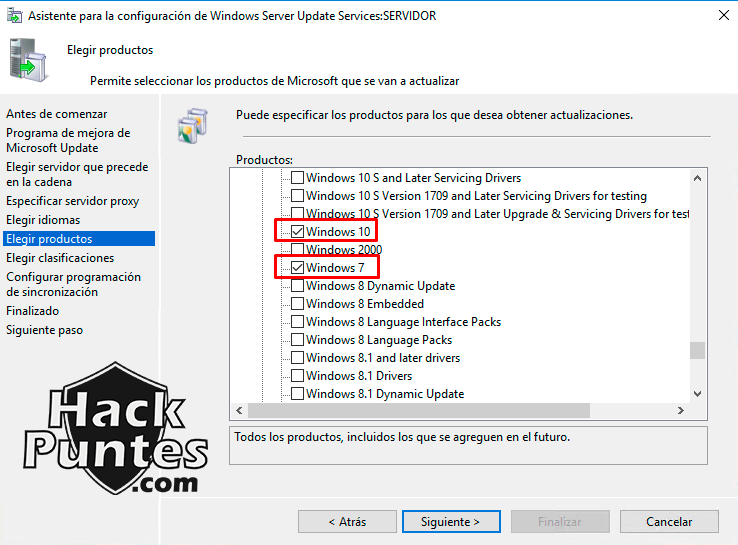 Asistente para la configuración de Windows Server Update Services:SERVIDOR
Elegir productos
Permite seleccionar los productos de Microsoft que se van a actualizar
Antes de comenzar
Programa de mejora de
Microsoft Update
Elegir servidor que precede
en la cadena
Especificar servidor proxy
Elegir idiomas
Elegir productos
Elegir clasificaciones
Configurar programación
de sincronización
Finalizado
Siguiente paso
Hack
Puntes
.com
Puede especificar los productos para los que desea obtener actualizaciones.
Productos:
Windows 10 S and Later Servicing Drivers
Windows 10 S Version 1709 and Later Servicing Drivers for testing
Windows 10 S Version 1709 and Later Upgrade & Servicing Drivers for test
Windows 10
Windows 2000
Windows 7
Windows 8 Dynamic Update
Windows 8 Embedded
Windows 8 Language Interface Packs
Windows 8 Language Packs
Windows 8.1 and later drivers
Windows 8.1 Drivers
Windows 8.1 Dynamic Update
Todos los productos, incluidos los que se agreguen en el futuro.
< Atrás
Siguiente >
Finalizar
Cancelar